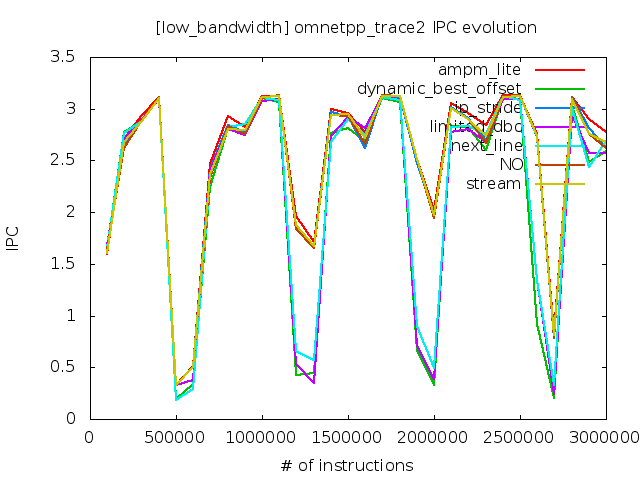 [low_bandwidth] omnetpp_trace2 IPC evolution
3.5
3
2.5
2
1.5
1
0.5
0
IPC
ampm_lite
dynamic_best_offset
ip_stride
next_line
NO
stream
0
500000
1000000
1500000
2000000
2500000
3000000
# of instructions